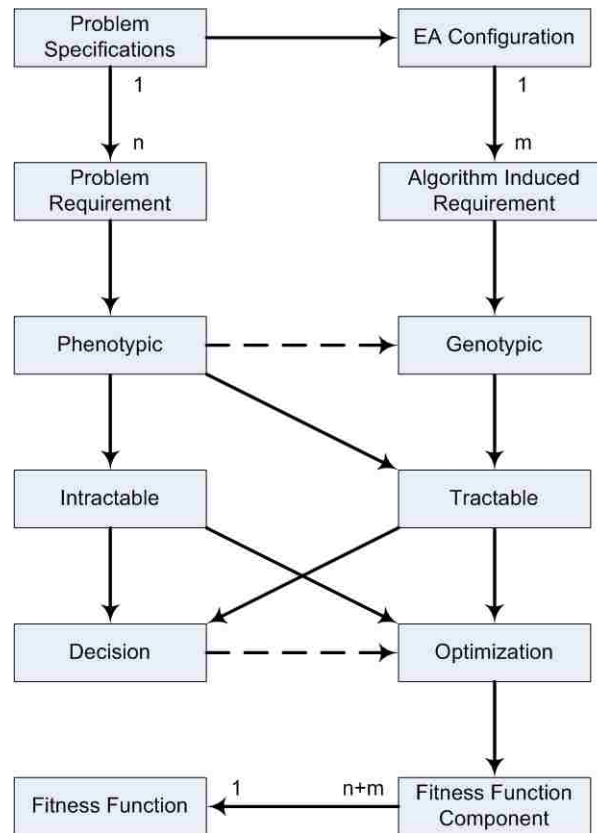 Problem
Specifications
EA Configuration
1
1
n
m
Problem
Requirement
Algorithm Induced
Requirement
Phenotypic
Genotypic
Intractable
Tractable
Decision
Optimization
1
n+m
Fitness Function
Fitness Function
Component